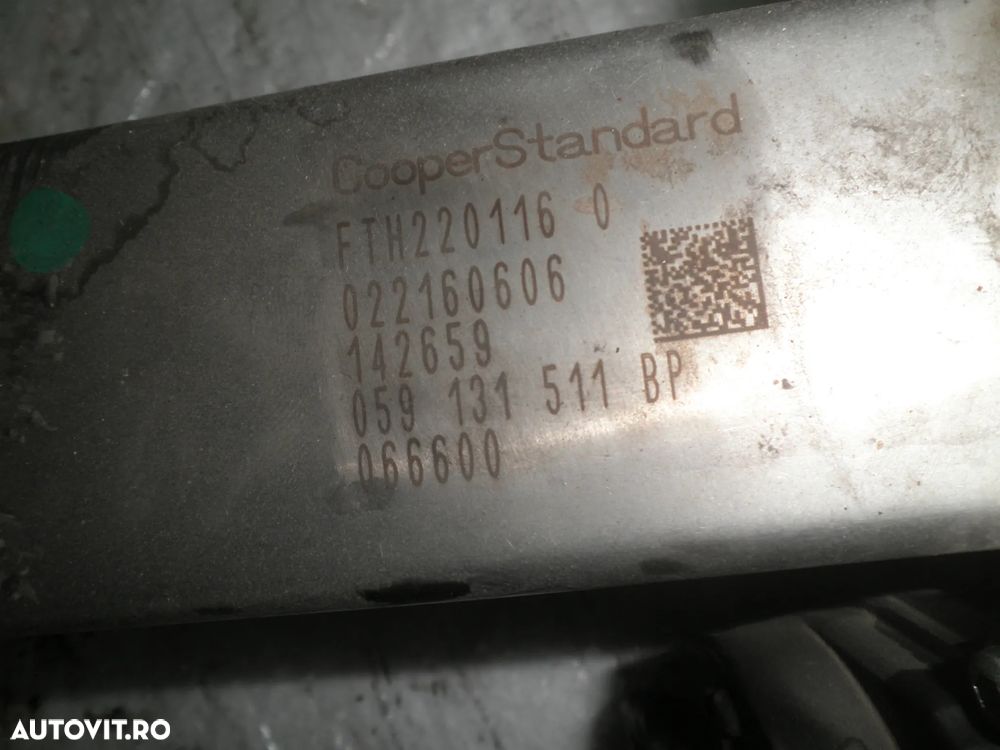 CooperStandard
FTH220116 0
022160606
142659
059 131 511 BP
066600
AUTOVIT.RO